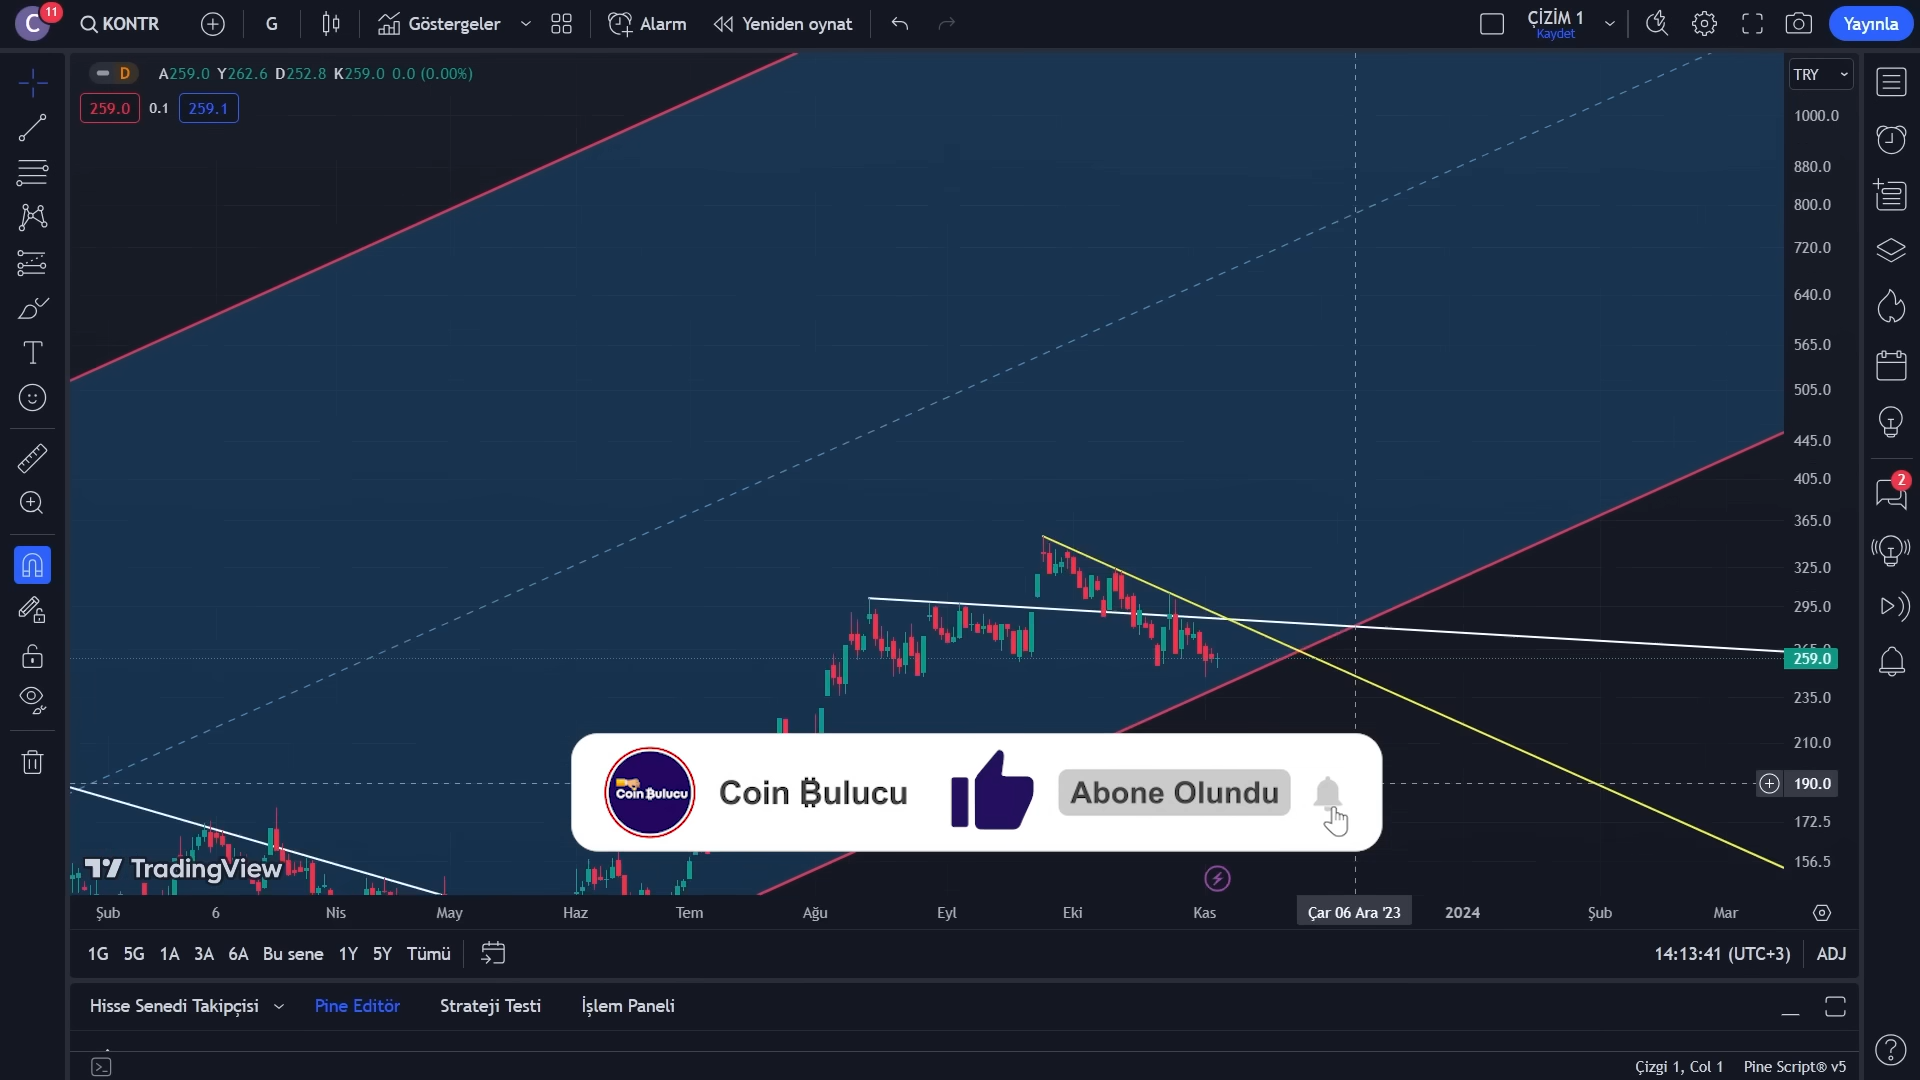 C 11 KONTR G Göstergeler Alarm Yeniden oynat ÇİZİM 1 Kaydet Yayınla
D A259.0 Y262.6 D252.8 K259.0 0.0 (0.00%) TRY
259.0 0.1 259.1
1000.0
880.0
800.0
720.0
640.0
565.0
505.0
445.0
405.0
2
365.0
325.0
295.0
259.0
235.0
210.0
190.0
172.5
156.5
Coin ₿ulucu Coin ₿ulucu Abone Olundu
TradingView
Şub 6 Nis May Haz Tem Ağu Eyl Eki Kas Çar 06 Ara '23 2024 Şub Mar
1G 5G 1A 3A 6A Bu sene 1Y 5Y Tümü 14:13:41 (UTC+3) ADJ
Hisse Senedi Takipçisi Pine Editör Strateji Testi İşlem Paneli
Çizgi 1, Col 1 Pine Script® v5